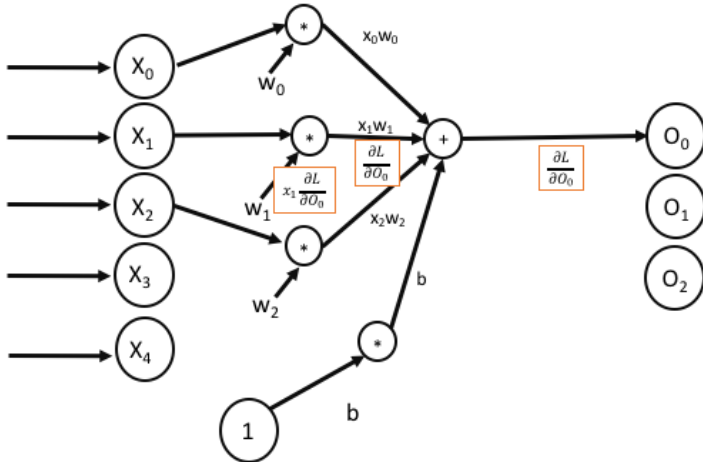 *
x₀w₀
X₀
w₀
X₁
*
x₁w₁
+
O₀
∂L/∂O₀
∂L/∂O₀
x₁ ∂L/∂O₀
w₁
X₂
x₂w₂
O₁
*
X₃
w₂
b
O₂
X₄
*
b
1